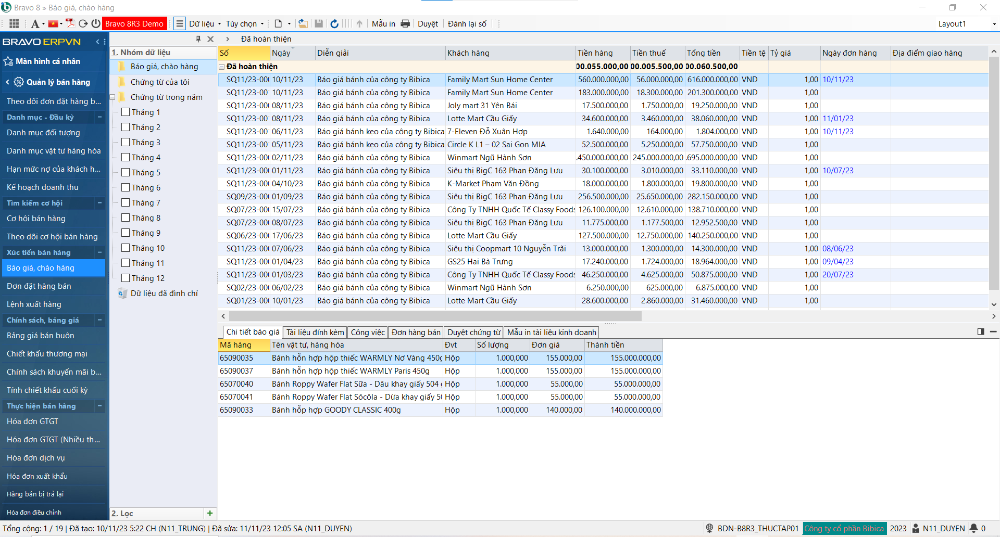 Bravo 8 » Báo giá, chào hàng
A Bravo 8R3 Demo Dữ liệu Tùy chọn Mẫu in Duyệt Đánh lại số Layout1
BRAVO ERPVN
Màn hình cá nhân
Quản lý bán hàng
Theo dõi đơn đặt hàng b...
Danh mục - Đầu kỳ
Danh mục đối tượng
Danh mục vật tư hàng hóa
Hạn mức nợ của khách h...
Kế hoạch doanh thu
Tìm kiếm cơ hội
Cơ hội bán hàng
Theo dõi cơ hội bán hàng
Xúc tiến bán hàng
Báo giá, chào hàng
Đơn đặt hàng bán
Lệnh xuất hàng
Chính sách, bảng giá
Bảng giá bán buôn
Chiết khấu thương mại
Chính sách khuyến mãi b...
Tính chiết khấu cuối kỳ
Thực hiện bán hàng
Hóa đơn GTGT
Hóa đơn GTGT (Nhiều th...
Hóa đơn dịch vụ
Hóa đơn xuất khẩu
Hàng bán bị trả lại
Hóa đơn điều chỉnh
1. Nhóm dữ liệu
Báo giá, chào hàng
Chứng từ của tôi
Chứng từ trong năm
Tháng 1
Tháng 2
Tháng 3
Tháng 4
Tháng 5
Tháng 6
Tháng 7
Tháng 8
Tháng 9
Tháng 10
Tháng 11
Tháng 12
Dữ liệu đã đình chỉ
2. Lọc
Đã hoàn thiện
Số Ngày Diễn giải Khách hàng Tiền hàng Tiền thuế Tổng tiền Tiền tệ Tỷ giá Ngày đơn hàng Địa điểm giao hàng
Đã hoàn thiện 00.055.000,00 00.005.500,00 00.060.500,00
SQ11/23-000 10/11/23 Báo giá bánh của công ty Bibica Family Mart Sun Home Center 560.000.000,00 56.000.000,00 616.000.000,00 VND 1,00 10/11/23
SQ11/23-001 10/11/23 Báo giá bánh của công ty Bibica Family Mart Sun Home Center 183.000.000,00 18.300.000,00 201.300.000,00 VND 1,00
SQ11/23-001 08/11/23 Báo giá bánh của công ty Bibica Joly mart 31 Yên Bái 17.500.000,00 1.750.000,00 19.250.000,00 VND 1,00
SQ11/23-001 08/11/23 Báo giá bánh của công ty Bibica Lotte Mart Cầu Giấy 34.600.000,00 3.460.000,00 38.060.000,00 VND 1,00 11/01/23
SQ11/23-001 06/11/23 Báo giá bánh kẹo của công ty Bibica 7-Eleven Đỗ Xuân Hợp 1.640.000,00 164.000,00 1.804.000,00 VND 1,00 10/11/23
SQ11/23-001 05/11/23 Báo giá bánh kẹo của công ty Bibica Circle K L1 – 02 Sai Gon MIA 52.500.000,00 5.250.000,00 57.750.000,00 VND 1,00
SQ11/23-000 02/11/23 Báo giá bánh của công ty Bibica Winmart Ngũ Hành Sơn .450.000.000,00 245.000.000,00 .695.000.000,00 VND 1,00
SQ11/23-000 01/11/23 Báo giá bánh của công ty Bibica Siêu thị BigC 163 Phan Đăng Lưu 30.100.000,00 3.010.000,00 33.110.000,00 VND 1,00 10/07/23
SQ11/23-000 04/10/23 Báo giá bánh của công ty Bibica K-Market Phạm Văn Đồng 18.000.000,00 1.800.000,00 19.800.000,00 VND 1,00
SQ09/23-000 01/09/23 Báo giá bánh của công ty Bibica Siêu thị BigC 163 Phan Đăng Lưu 256.500.000,00 25.650.000,00 282.150.000,00 VND 1,00
SQ07/23-000 15/07/23 Báo giá bánh của công ty Bibica Công Ty TNHH Quốc Tế Classy Foods 126.100.000,00 12.610.000,00 138.710.000,00 VND 1,00
SQ07/23-000 08/07/23 Báo giá bánh của công ty Bibica Siêu thị BigC 163 Phan Đăng Lưu 11.775.000,00 1.177.500,00 12.952.500,00 VND 1,00
SQ06/23-000 17/06/23 Báo giá bánh của công ty Bibica Lotte Mart Cầu Giấy 127.500.000,00 12.750.000,00 140.250.000,00 VND 1,00
SQ11/23-000 07/06/23 Báo giá bánh của công ty Bibica Siêu thị Coopmart 10 Nguyễn Trãi 13.000.000,00 1.300.000,00 14.300.000,00 VND 1,00 08/06/23
SQ11/23-000 01/04/23 Báo giá bánh của công ty Bibica GS25 Hai Bà Trưng 17.240.000,00 1.724.000,00 18.964.000,00 VND 1,00 09/04/23
SQ11/23-000 01/03/23 Báo giá bánh của công ty Bibica Công Ty TNHH Quốc Tế Classy Foods 46.250.000,00 4.625.000,00 50.875.000,00 VND 1,00 20/07/23
SQ02/23-000 06/02/23 Báo giá bánh của công ty Bibica Winmart Ngũ Hành Sơn 6.250.000,00 625.000,00 6.875.000,00 VND 1,00
SQ01/23-000 10/01/23 Báo giá bánh của công ty Bibica Lotte Mart Cầu Giấy 28.600.000,00 2.860.000,00 31.460.000,00 VND 1,00
Chi tiết báo giá Tài liệu đính kèm Công việc Đơn hàng bán Duyệt chứng từ Mẫu in tài liệu kinh doanh
Mã hàng Tên vật tư, hàng hóa Đvt Số lượng Đơn giá Thành tiền
65090035 Bánh hỗn hợp hộp thiếc WARMLY Nơ Vàng 450g Hộp 1.000,000 155.000,00 155.000.000,00
65090037 Bánh hỗn hợp hộp thiếc WARMLY Paris 450g Hộp 1.000,000 155.000,00 155.000.000,00
65070040 Bánh Roppy Wafer Flat Sữa - Dâu khay giấy 504 g Hộp 1.000,000 55.000,00 55.000.000,00
65070041 Bánh Roppy Wafer Flat Sôcôla - Dừa khay giấy 50 Hộp 1.000,000 55.000,00 55.000.000,00
65090033 Bánh hỗp hợp GOODY CLASSIC 400g Hộp 1.000,000 140.000,00 140.000.000,00
Tổng cộng: 1 / 19 | Đã tạo: 10/11/23 5:22 CH (N11_TRUNG) | Đã sửa: 11/11/23 12:05 SA (N11_DUYEN) BDN-B8R3_THUCTAP01 Công ty cổ phần Bibica 2023 N11_DUYEN 0